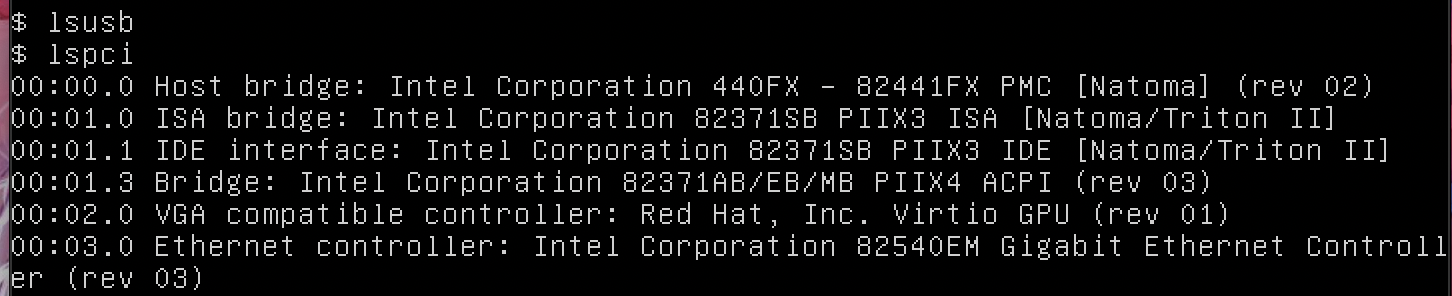 $ lsusb
$ lspci
00:00.0 Host bridge: Intel Corporation 440FX - 82441FX PMC [Natoma] (rev 02)
00:01.0 ISA bridge: Intel Corporation 82371SB PIIX3 ISA [Natoma/Triton II]
00:01.1 IDE interface: Intel Corporation 82371SB PIIX3 IDE [Natoma/Triton II]
00:01.3 Bridge: Intel Corporation 82371AB/EB/MB PIIX4 ACPI (rev 03)
00:02.0 VGA compatible controller: Red Hat, Inc. Virtio GPU (rev 01)
00:03.0 Ethernet controller: Intel Corporation 82540EM Gigabit Ethernet Controll
er (rev 03)